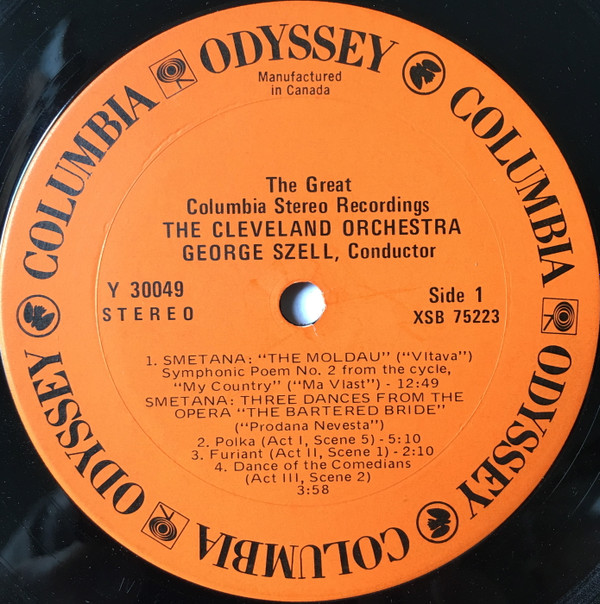 COLUMBIA ODYSSEY COLUMBIA ODYSSEY COLUMBIA ODYSSEY
Manufactured
in Canada
The Great
Columbia Stereo Recordings
THE CLEVELAND ORCHESTRA
GEORGE SZELL, Conductor
Y 30049
STEREO
Side 1
XSB 75223
1. SMETANA: "THE MOLDAU" ("Vltava")
Symphonic Poem No. 2 from the cycle,
"My Country" ("Ma Vlast") - 12:49
SMETANA: THREE DANCES FROM THE
OPERA "THE BARTERED BRIDE"
("Prodana Nevesta")
2. Polka (Act I, Scene 5) - 5:10
3. Furiant (Act II, Scene 1) - 2:10
4. Dance of the Comedians
(Act III, Scene 2)
3:58